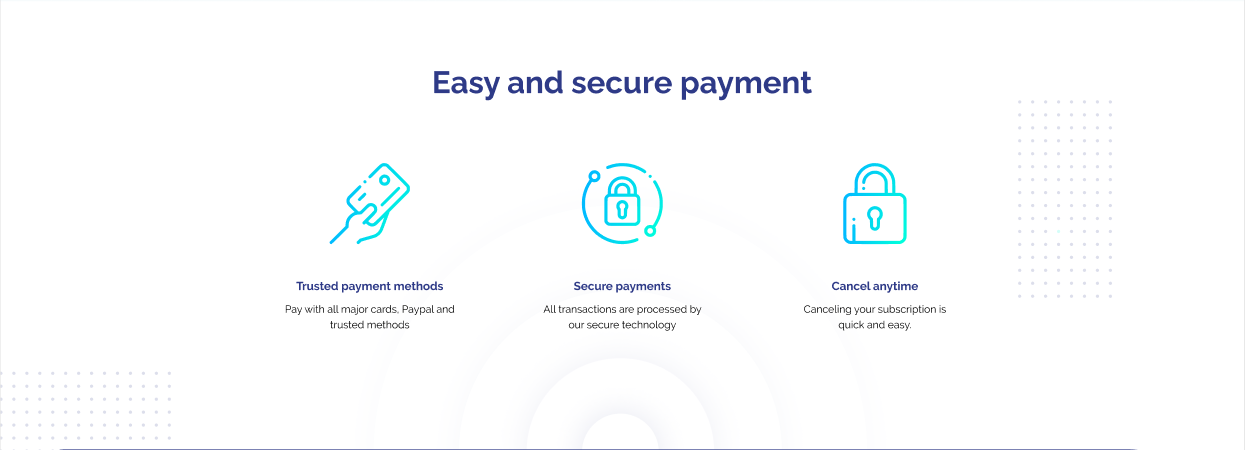 Easy and secure payment
Trusted payment methods
Pay with all major cards, Paypal and
trusted methods
Secure payments
All transactions are processed by
our secure technology
Cancel anytime
Canceling your subscription is
quick and easy.